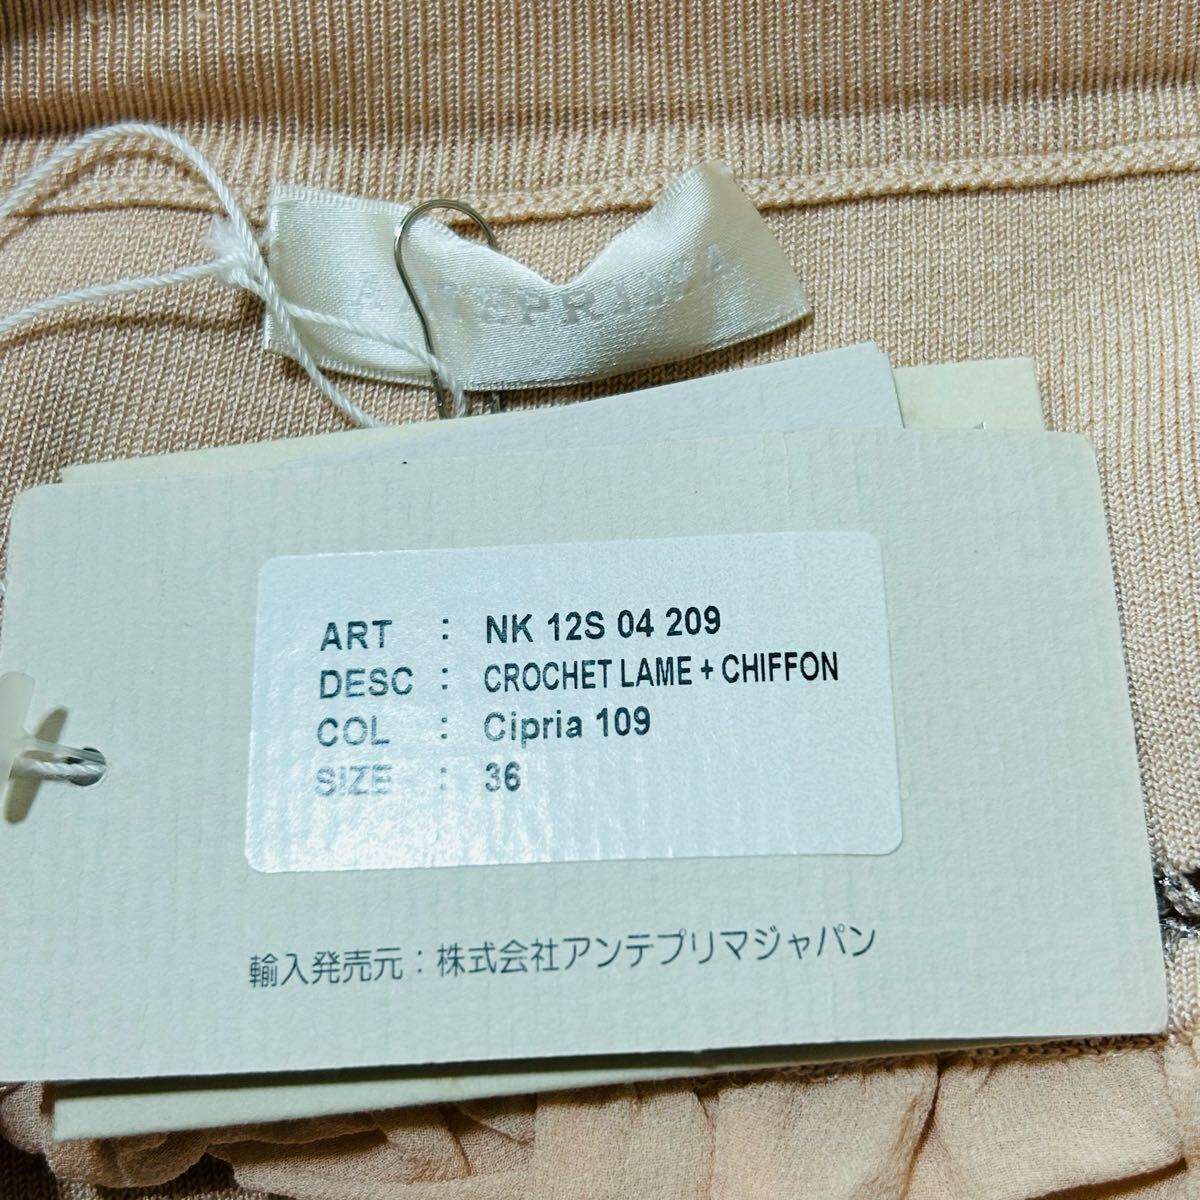 ANTEPRIMA
ART : NK 12S 04 209
DESC : CROCHET LAME + CHIFFON
COL : Cipria 109
SIZE : 36
輸入発売元：株式会社アンテプリマジャパン